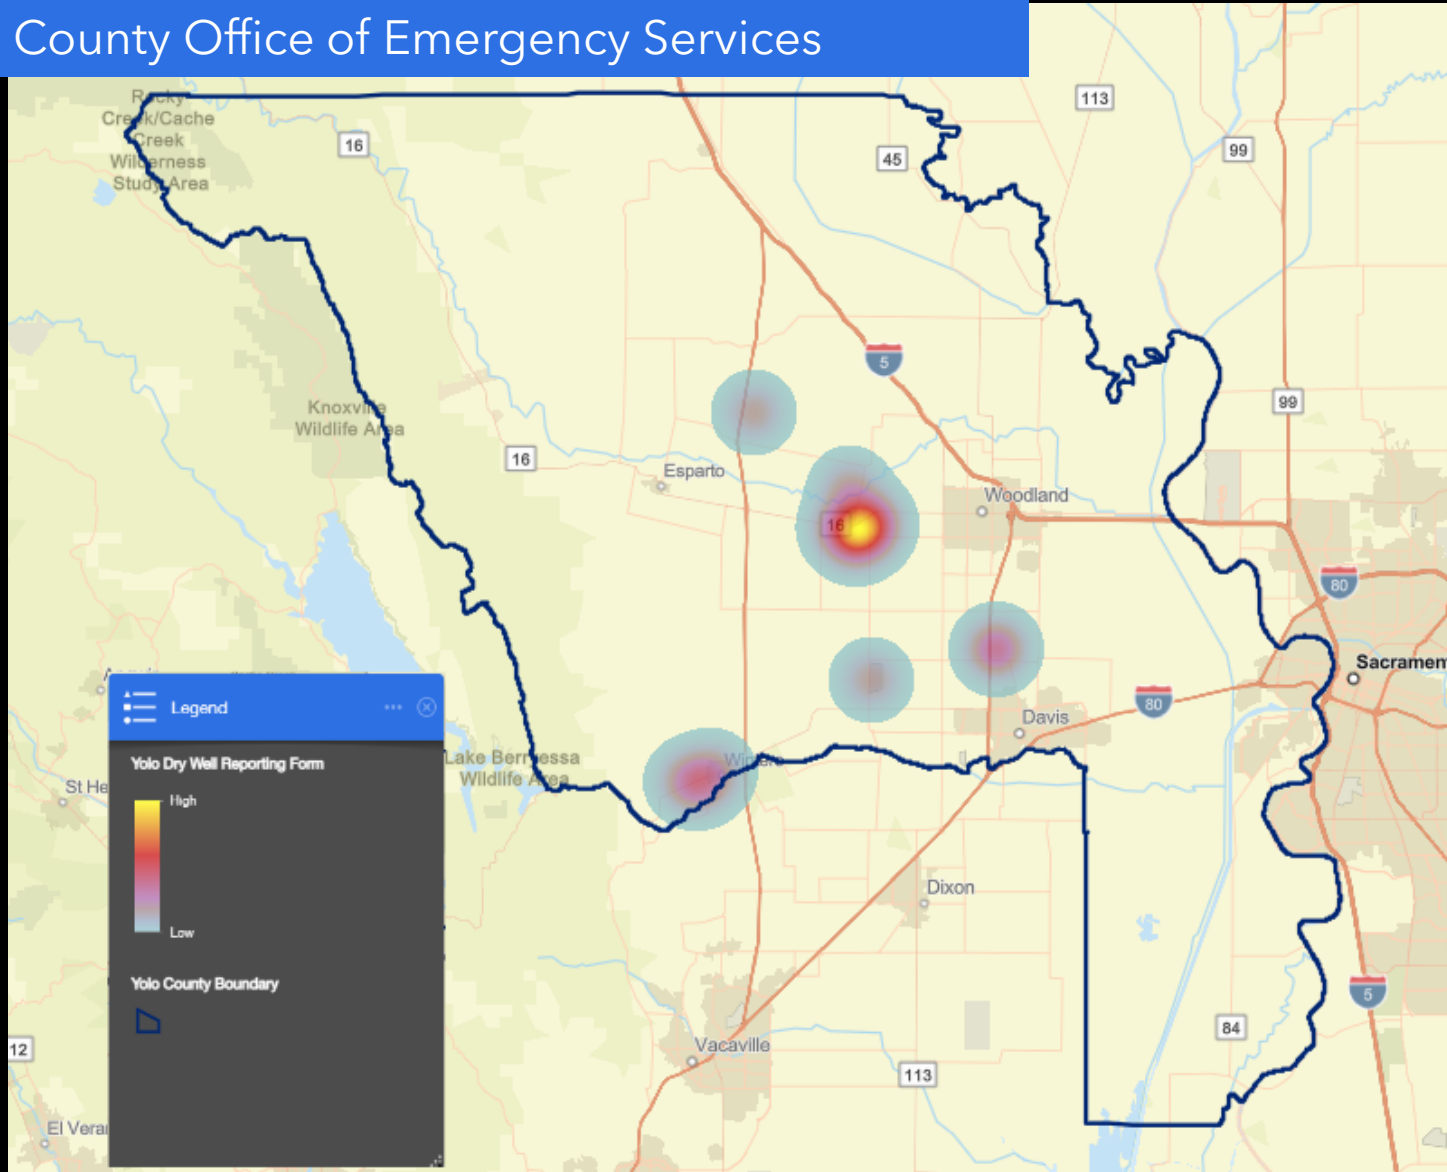 County Office of Emergency Services
Rocky
Creek/Cache
Creek
Wilderness
Study Area
16
113
45
99
5
Knoxville
Wildlife Area
99
16
Esparto
Woodland
16
80
Sacramen
Davis
80
Winters
Lake Berryessa
Wildlife Area
Legend
Yolo Dry Well Reporting Form
High
Low
Yolo County Boundary
St He
Dixon
5
84
12
Vacaville
113
El Vera